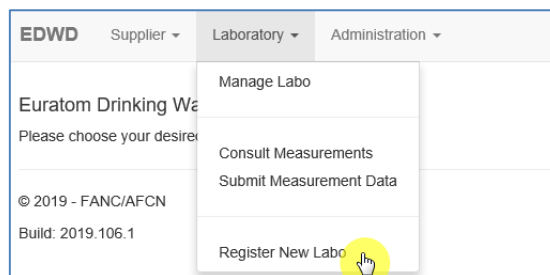 EDWD Supplier Laboratory Administration
Manage Labo
Euratom Drinking Wa
Please choose your desire
Consult Measurements
Submit Measurement Data
© 2019 - FANC/AFCN
Build: 2019.106.1
Register New Labo